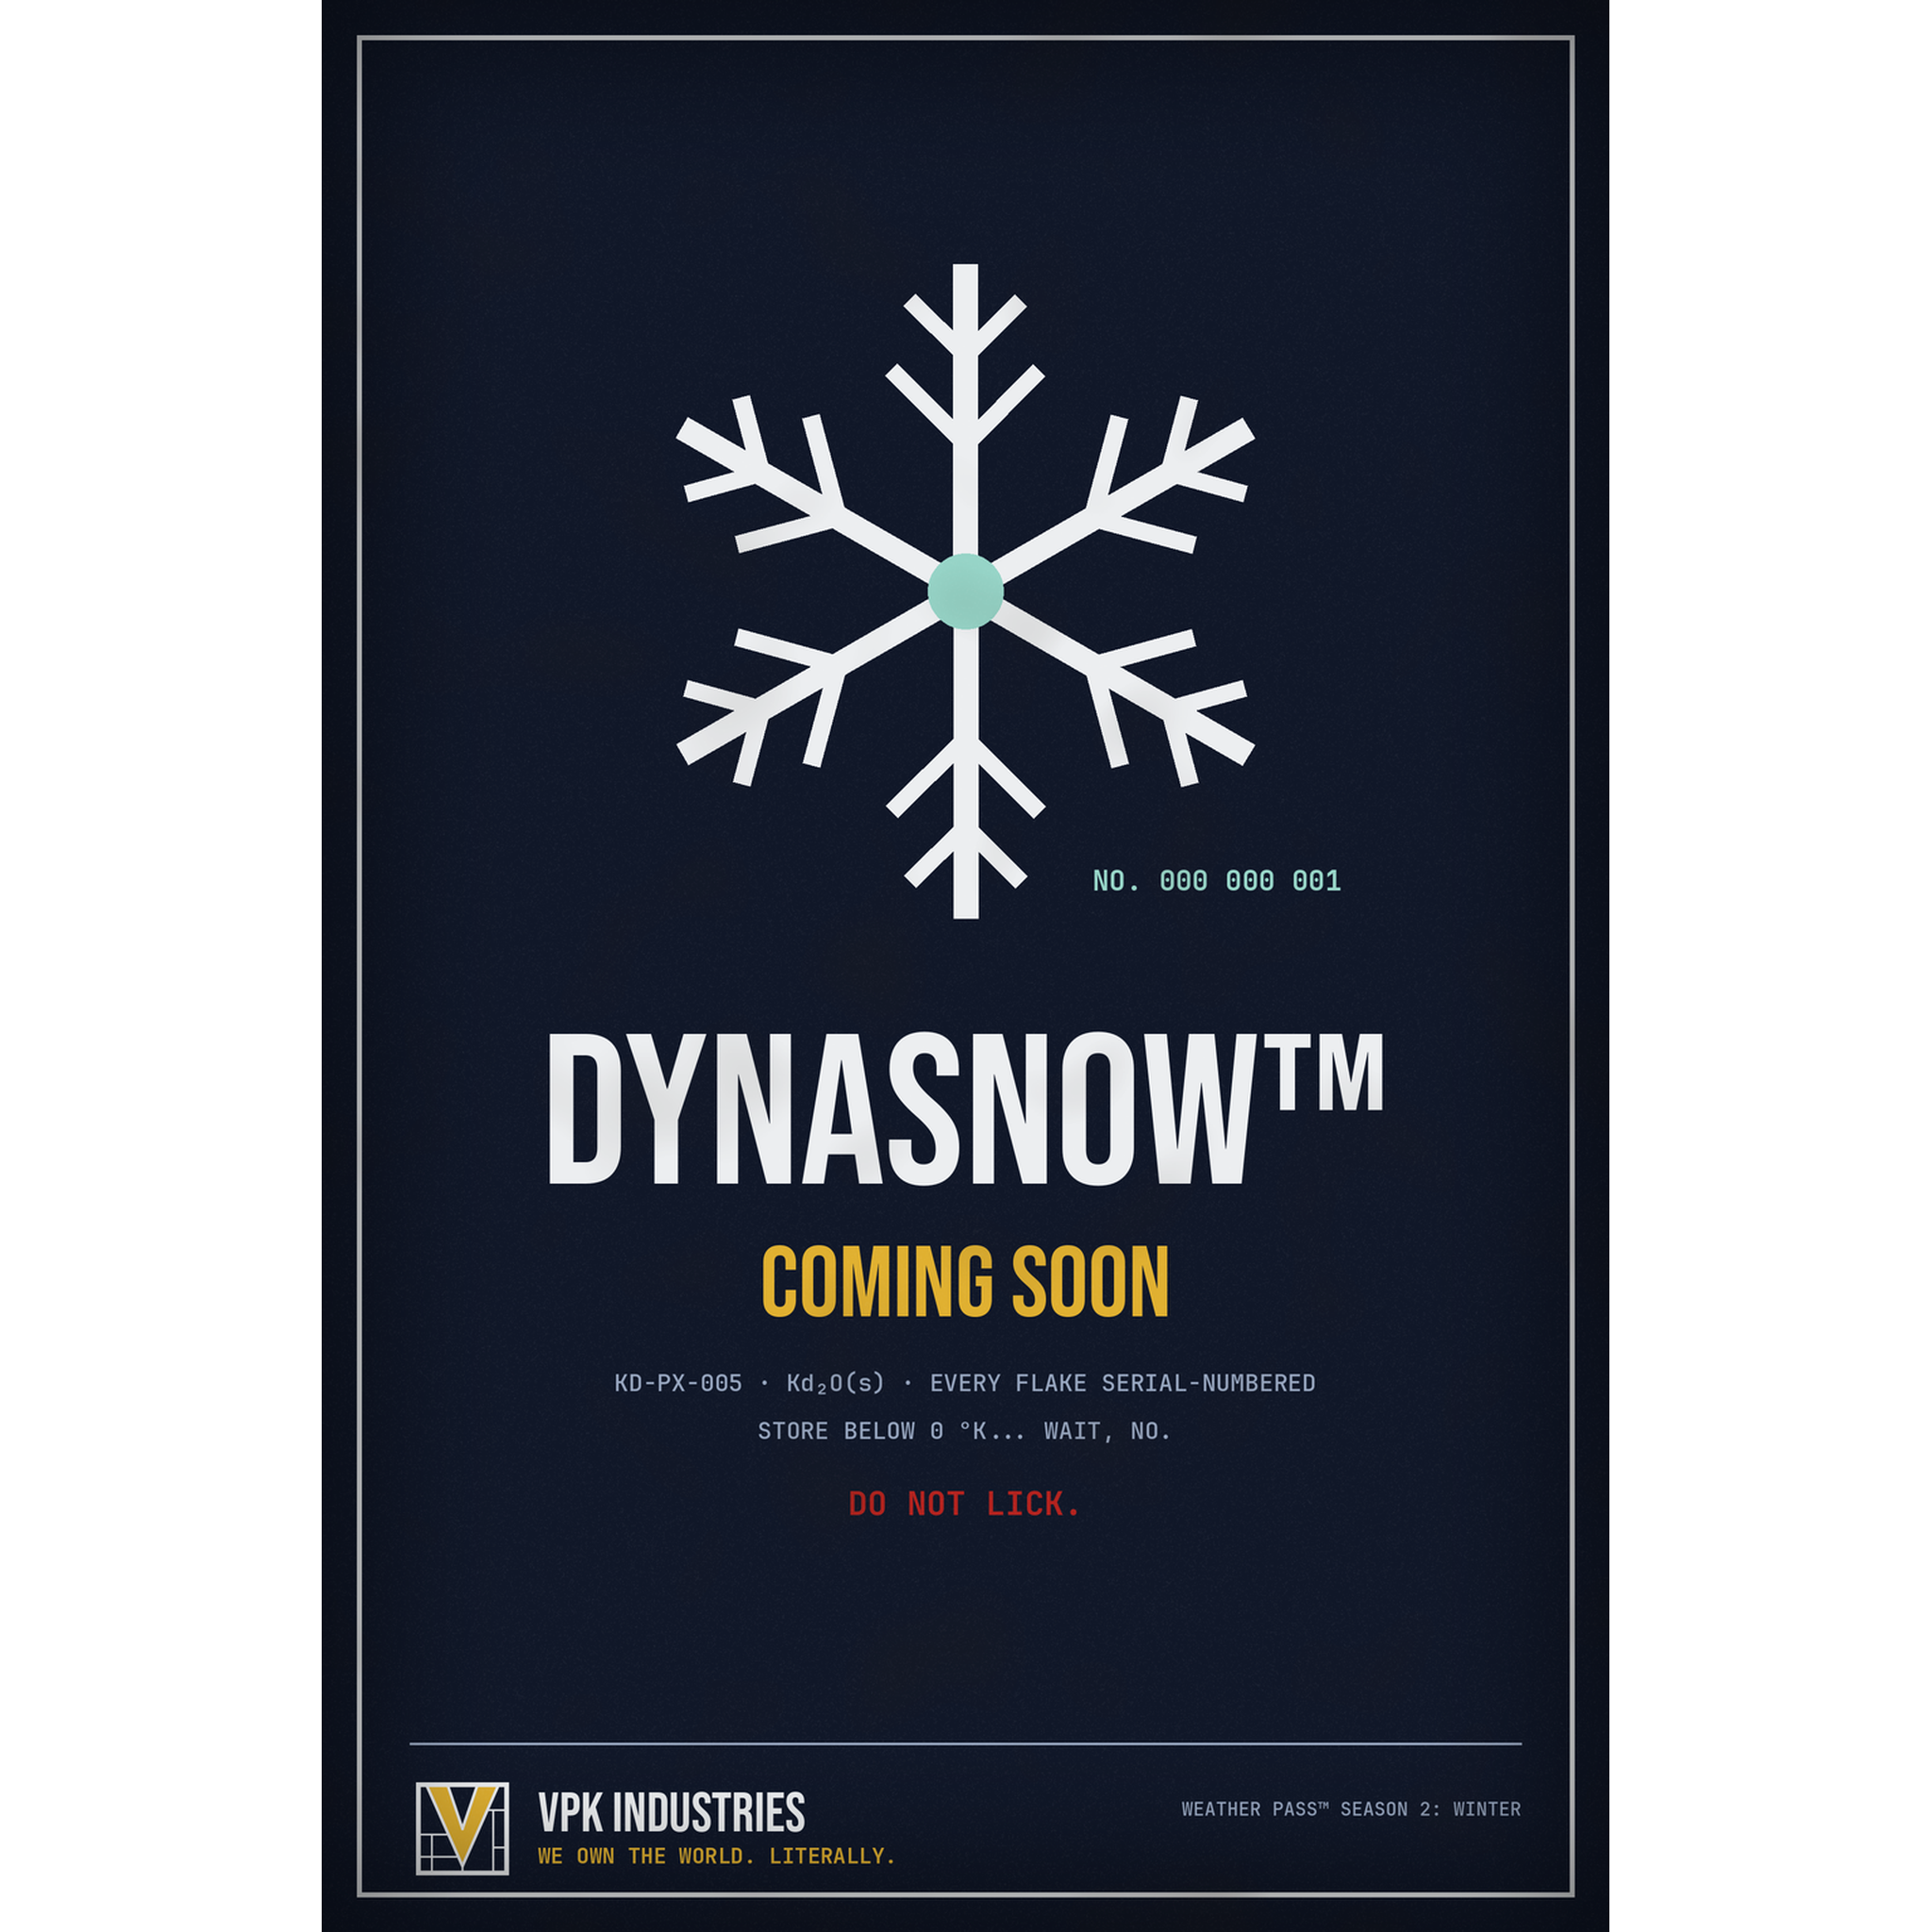 NO. 000 000 001
DYNASNOW™
COMING SOON
KD-PX-005 · Kd₂O(s) · EVERY FLAKE SERIAL-NUMBERED
STORE BELOW 0 °K... WAIT, NO.
DO NOT LICK.
V
VPK INDUSTRIES
WE OWN THE WORLD. LITERALLY.
WEATHER PASS™ SEASON 2: WINTER